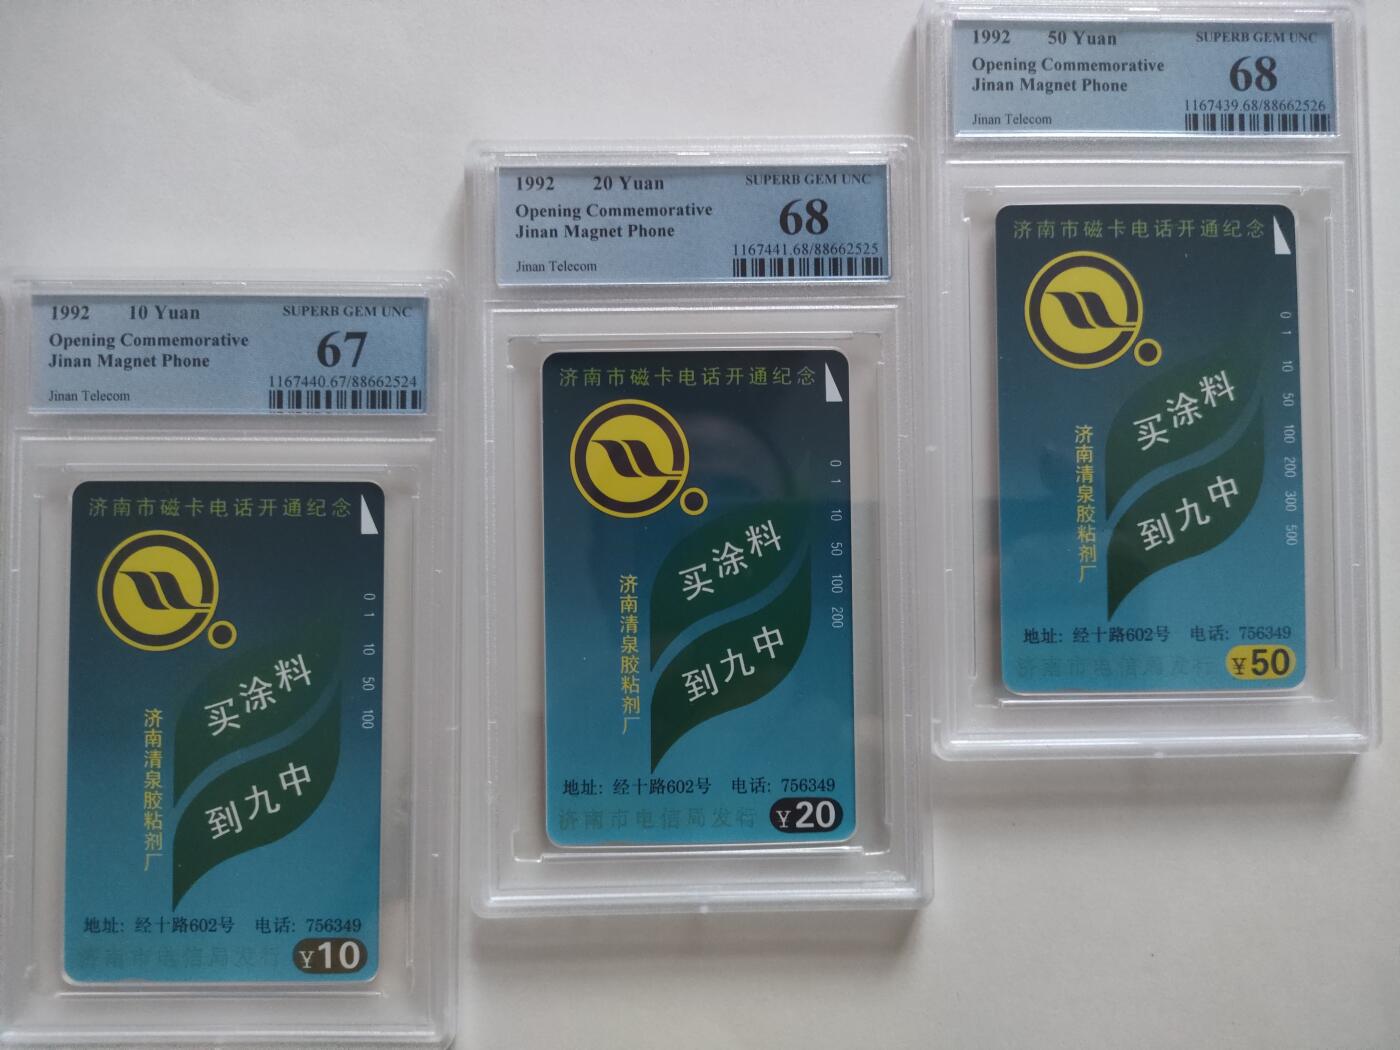 1992 10 Yuan SUPERB GEM UNC
Opening Commemorative
Jinan Magnet Phone
67
1167440.67/88662524
Jinan Telecom
济南市磁卡电话开通纪念
0 1 10 50 100
买涂料
到九中
济南清泉胶粘剂厂
地址: 经十路602号 电话: 756349
济南市电信局发行
¥10
1992 20 Yuan SUPERB GEM UNC
Opening Commemorative
Jinan Magnet Phone
68
1167441.68/88662525
Jinan Telecom
济南市磁卡电话开通纪念
0 1 10 50 100 200
买涂料
到九中
济南清泉胶粘剂厂
地址: 经十路602号 电话: 756349
济南市电信局发行
¥20
1992 50 Yuan SUPERB GEM UNC
Opening Commemorative
Jinan Magnet Phone
68
1167439.68/88662526
Jinan Telecom
济南市磁卡电话开通纪念
0 1 10 50 100 200 300 500
买涂料
到九中
济南清泉胶粘剂厂
地址: 经十路602号 电话: 756349
济南市电信局发行
¥50